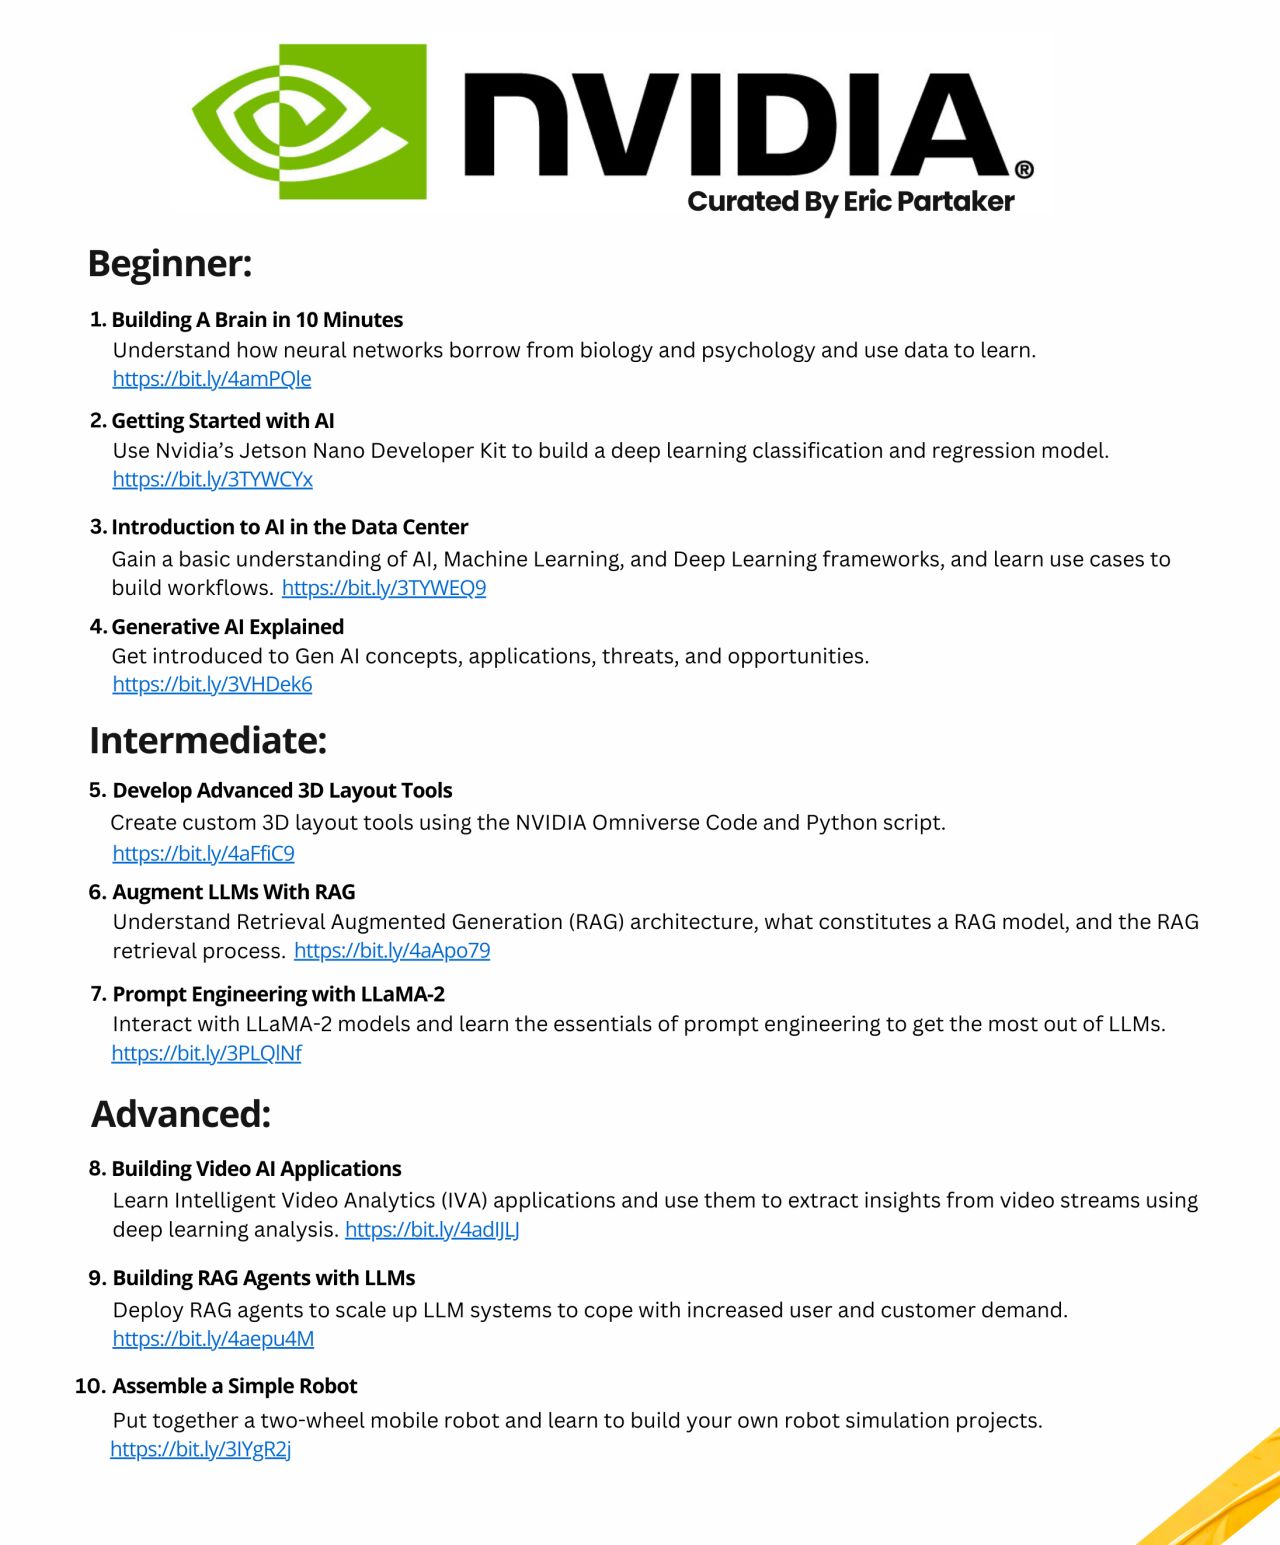 NVIDIA®
Curated By Eric Partaker
Beginner:
1. Building A Brain in 10 Minutes
Understand how neural networks borrow from biology and psychology and use data to learn.
https://bit.ly/4amPQle
2. Getting Started with AI
Use Nvidia’s Jetson Nano Developer Kit to build a deep learning classification and regression model.
https://bit.ly/3TYWCYx
3. Introduction to AI in the Data Center
Gain a basic understanding of AI, Machine Learning, and Deep Learning frameworks, and learn use cases to
build workflows. https://bit.ly/3TYWEQ9
4. Generative AI Explained
Get introduced to Gen AI concepts, applications, threats, and opportunities.
https://bit.ly/3VHDek6
Intermediate:
5. Develop Advanced 3D Layout Tools
Create custom 3D layout tools using the NVIDIA Omniverse Code and Python script.
https://bit.ly/4aFfiC9
6. Augment LLMs With RAG
Understand Retrieval Augmented Generation (RAG) architecture, what constitutes a RAG model, and the RAG
retrieval process. https://bit.ly/4aApo79
7. Prompt Engineering with LLaMA-2
Interact with LLaMA-2 models and learn the essentials of prompt engineering to get the most out of LLMs.
https://bit.ly/3PLQlNf
Advanced:
8. Building Video AI Applications
Learn Intelligent Video Analytics (IVA) applications and use them to extract insights from video streams using
deep learning analysis. https://bit.ly/4adIJLJ
9. Building RAG Agents with LLMs
Deploy RAG agents to scale up LLM systems to cope with increased user and customer demand.
https://bit.ly/4aepu4M
10. Assemble a Simple Robot
Put together a two-wheel mobile robot and learn to build your own robot simulation projects.
https://bit.ly/3IYgR2j